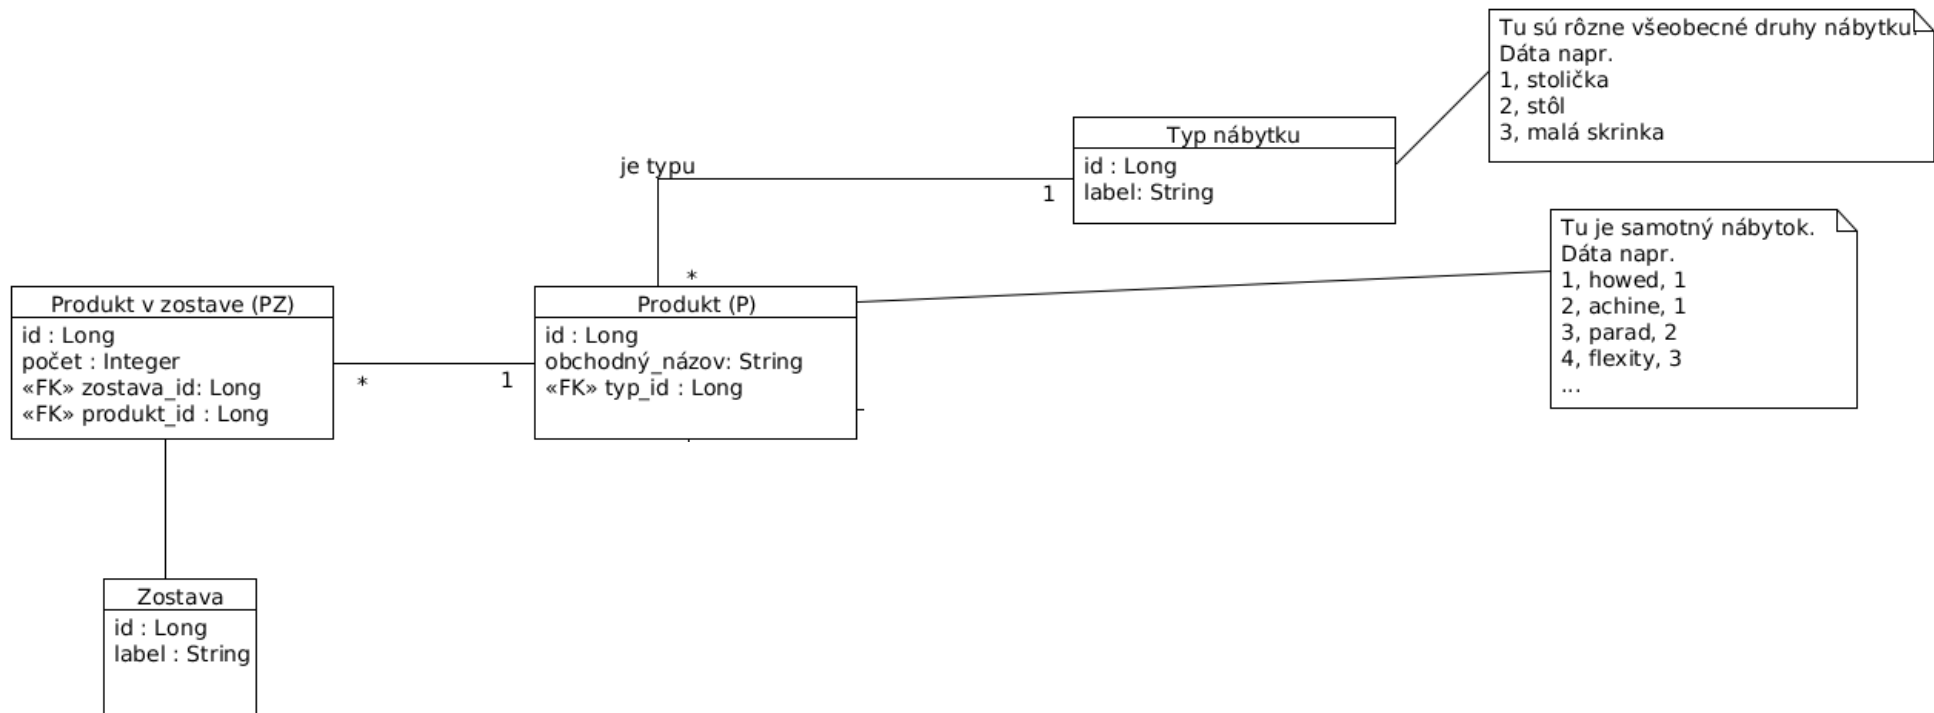 Tu sú rôzne všeobecné druhy nábytku.
Dáta napr.
1, stolička
2, stôl
3, malá skrinka
Typ nábytku
id : Long
label: String
je typu
1
*
Tu je samotný nábytok.
Dáta napr.
1, howed, 1
2, achine, 1
3, parad, 2
4, flexity, 3
...
Produkt v zostave (PZ)
id : Long
počet : Integer
«FK» zostava_id: Long
«FK» produkt_id : Long
*
1
Produkt (P)
id : Long
obchodný_názov: String
«FK» typ_id : Long
Zostava
id : Long
label : String